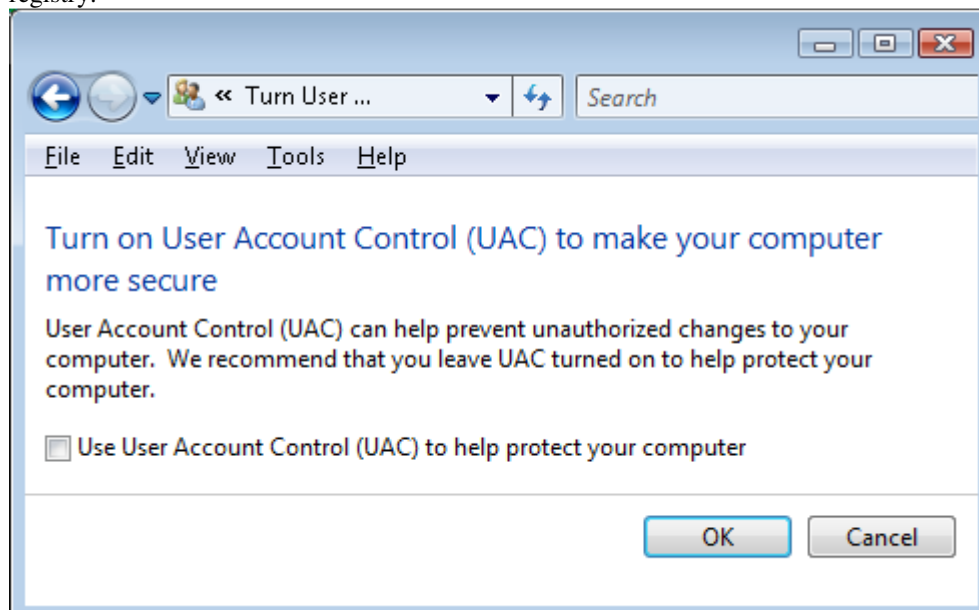 registry.
« Turn User ...
Search
File Edit View Tools Help
Turn on User Account Control (UAC) to make your computer
more secure
User Account Control (UAC) can help prevent unauthorized changes to your
computer.  We recommend that you leave UAC turned on to help protect your
computer.
Use User Account Control (UAC) to help protect your computer
OK Cancel